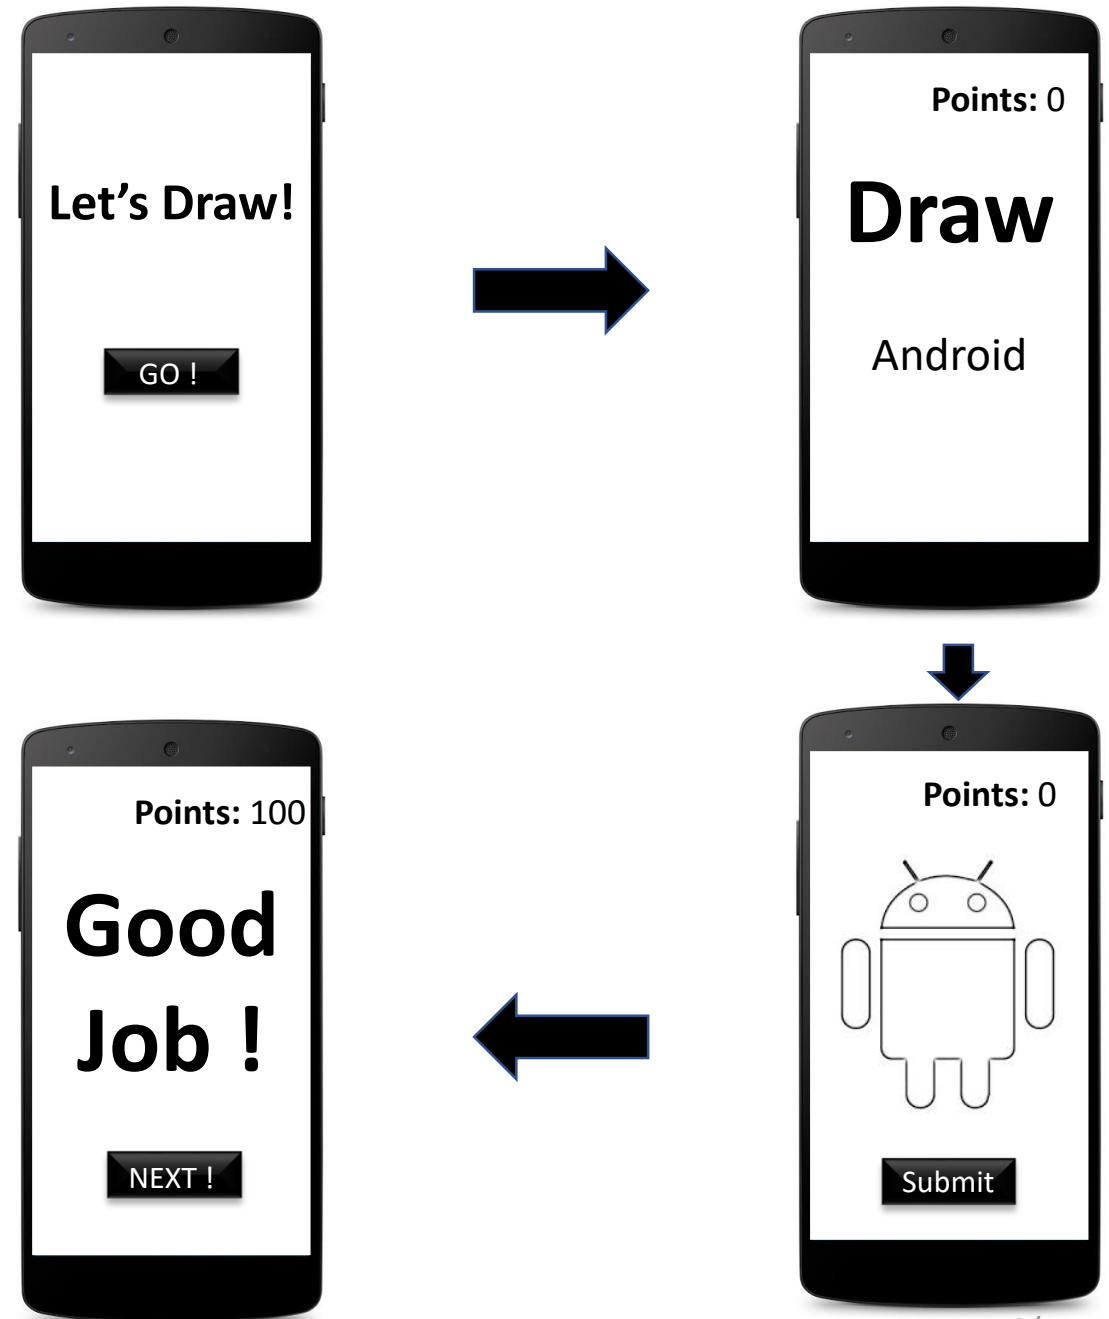 Let's Draw!
GO !
Points: 0
Draw
Android
Points: 0
Submit
Points: 100
Good
Job !
NEXT !